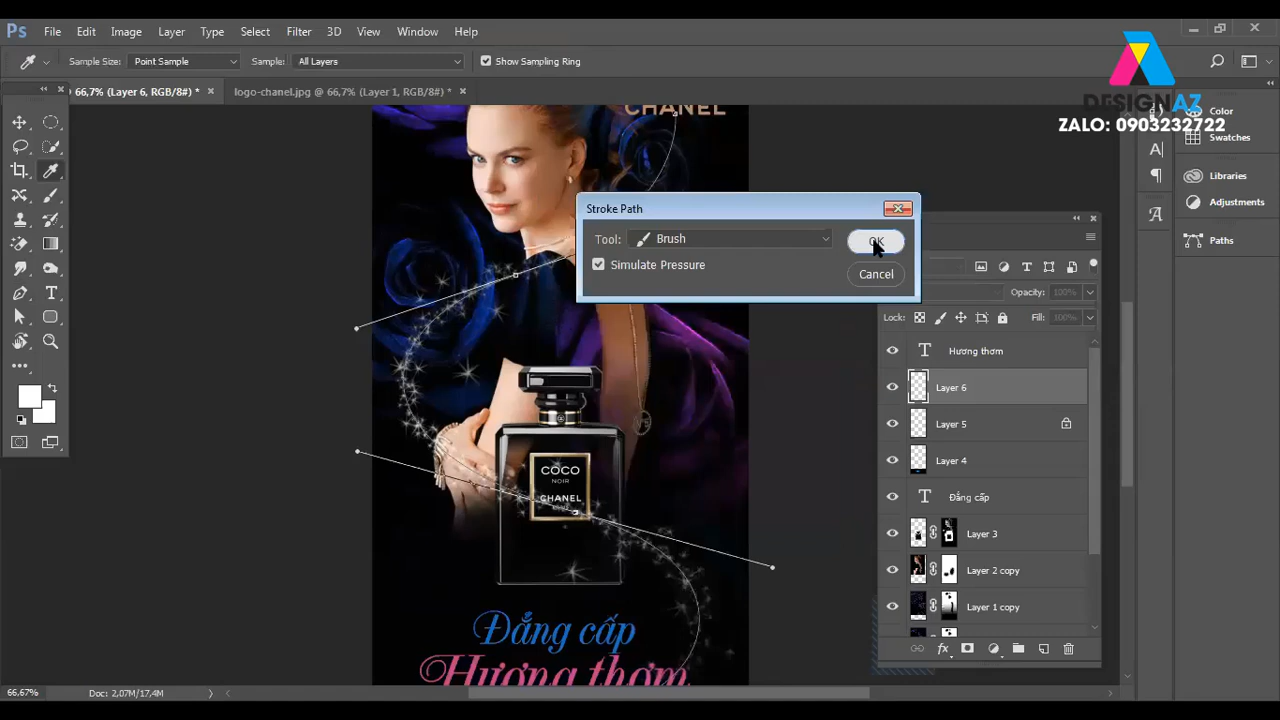 Ps File Edit Image Layer Type Select Filter 3D View Window Help
Sample Size: Point Sample Sample: All Layers Show Sampling Ring
66,7% (Layer 6, RGB/8#) * × logo-chanel.jpg @ 66,7% (Layer 1, RGB/8#) * ×
DESIGNAZ
ZALO: 0903232722
CHANEL
Color
Swatches
Libraries
Adjustments
Paths
Stroke Path
Tool: Brush
OK
Simulate Pressure
Cancel
Opacity: 100%
Lock: Fill: 100%
Hương thơm
Layer 6
Layer 5
Layer 4
Đẳng cấp
Layer 3
Layer 2 copy
Layer 1 copy
COCO
NOIR
CHANEL
Đẳng cấp
Hương thơm
66.67% Doc: 2,07M/17,4M